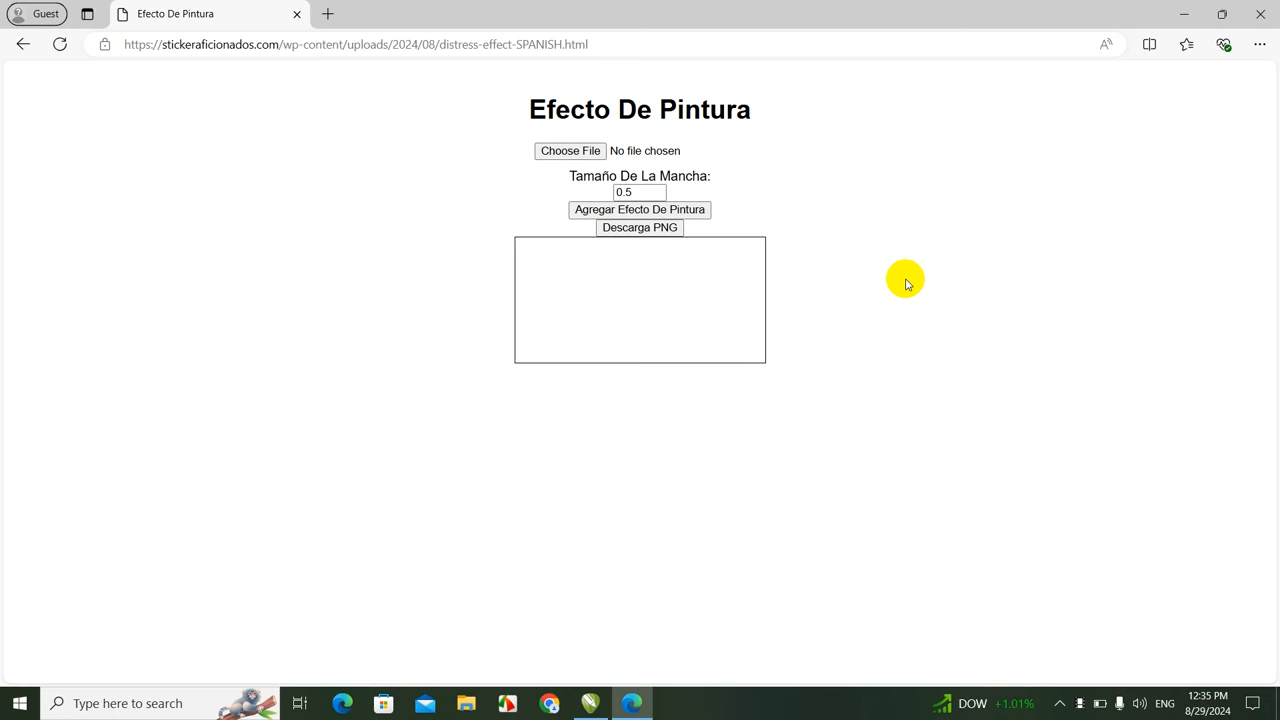 Guest
Efecto De Pintura
https://stickeraficionados.com/wp-content/uploads/2024/08/distress-effect-SPANISH.html
Efecto De Pintura
Choose File No file chosen
Tamaño De La Mancha:
0.5
Agregar Efecto De Pintura
Descarga PNG
Type here to search
DOW +1.01%
ENG
12:35 PM
8/29/2024